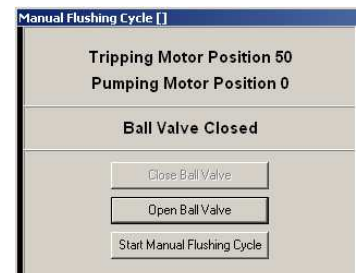 Manual Flushing Cycle []
Tripping Motor Position 50
Pumping Motor Position 0
Ball Valve Closed
Close Ball Valve
Open Ball Valve
Start Manual Flushing Cycle